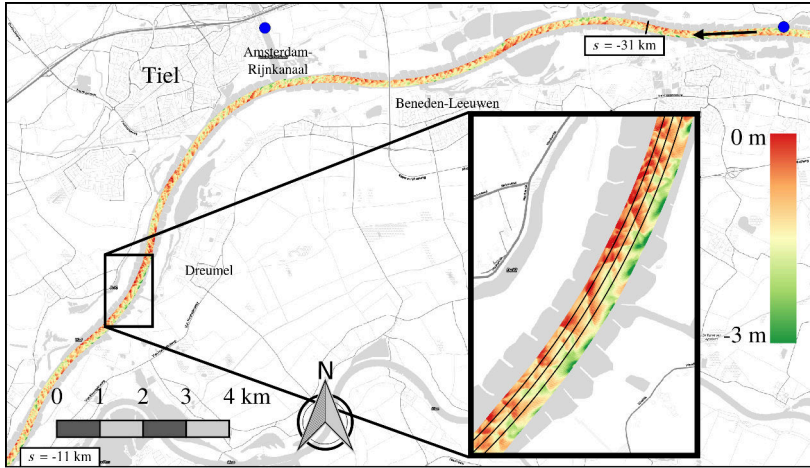 Amsterdam-
Rijnkanaal
s = -31 km
Tiel
Beneden-Leeuwen
0 m
Dreumel
-3 m
N
0 1 2 3 4 km
s = -11 km